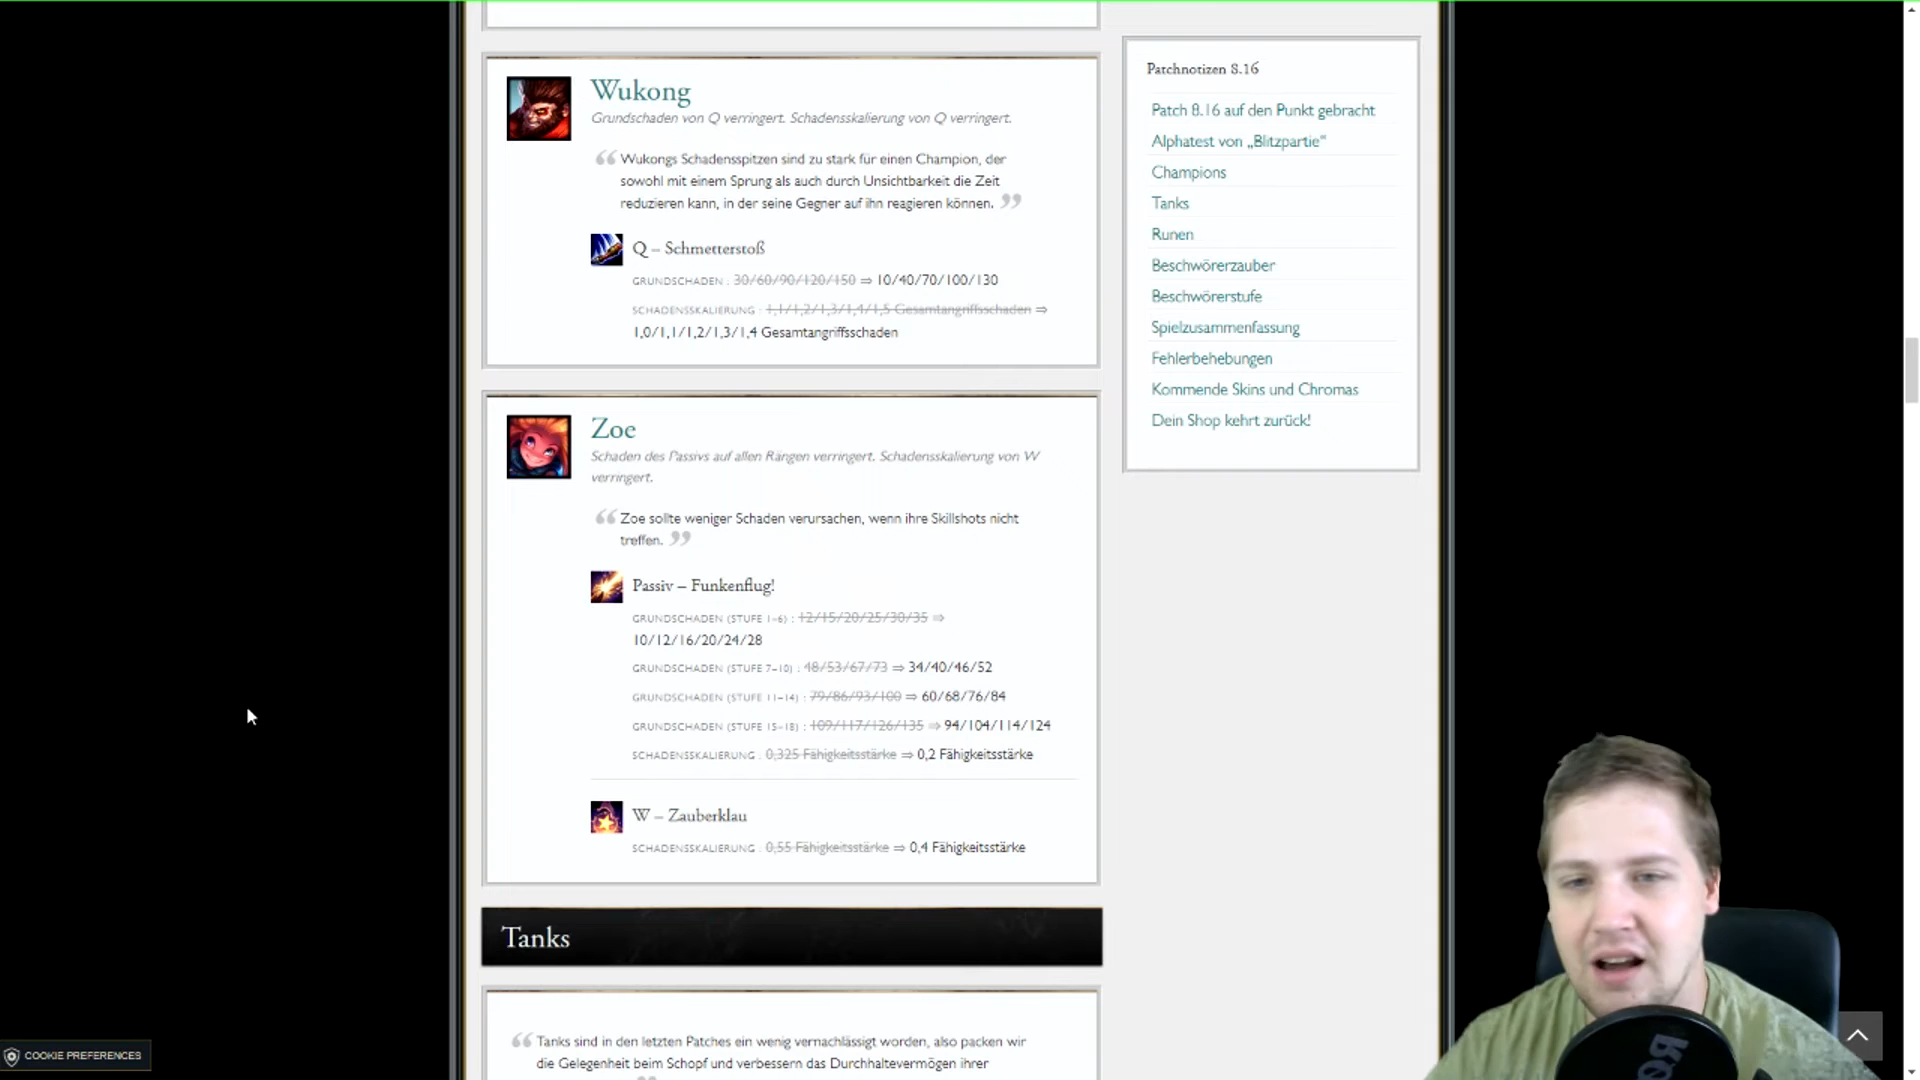 Wukong
Grundschaden von Q verringert. Schadensskalierung von Q verringert.
“ Wukongs Schadensspitzen sind zu stark für einen Champion, der
sowohl mit einem Sprung als auch durch Unsichtbarkeit die Zeit
reduzieren kann, in der seine Gegner auf ihn reagieren können. ”
Q – Schmetterstoß
GRUNDSCHADEN : 30/60/90/120/150 ⇒ 10/40/70/100/130
SCHADENSSKALIERUNG : 1,1/1,2/1,3/1,4/1,5 Gesamtangriffsschaden ⇒
1,0/1,1/1,2/1,3/1,4 Gesamtangriffsschaden
Zoe
Schaden des Passivs auf allen Rängen verringert. Schadensskalierung von W
verringert.
“ Zoe sollte weniger Schaden verursachen, wenn ihre Skillshots nicht
treffen. ”
Passiv – Funkenflug!
GRUNDSCHADEN (STUFE 1–6) : 12/15/20/25/30/35 ⇒
10/12/16/20/24/28
GRUNDSCHADEN (STUFE 7–10) : 48/53/67/73 ⇒ 34/40/46/52
GRUNDSCHADEN (STUFE 11–14) : 79/86/93/100 ⇒ 60/68/76/84
GRUNDSCHADEN (STUFE 15–18) : 109/117/126/135 ⇒ 94/104/114/124
SCHADENSSKALIERUNG : 0,325 Fähigkeitsstärke ⇒ 0,2 Fähigkeitsstärke
W – Zauberklau
SCHADENSSKALIERUNG : 0,55 Fähigkeitsstärke ⇒ 0,4 Fähigkeitsstärke
Tanks
“ Tanks sind in den letzten Patches ein wenig vernachlässigt worden, also packen wir
die Gelegenheit beim Schopf und verbessern das Durchhaltevermögen ihrer
Patchnotizen 8.16
Patch 8.16 auf den Punkt gebracht
Alphatest von „Blitzpartie“
Champions
Tanks
Runen
Beschwörerzauber
Beschwörerstufe
Spielzusammenfassung
Fehlerbehebungen
Kommende Skins und Chromas
Dein Shop kehrt zurück!
COOKIE PREFERENCES